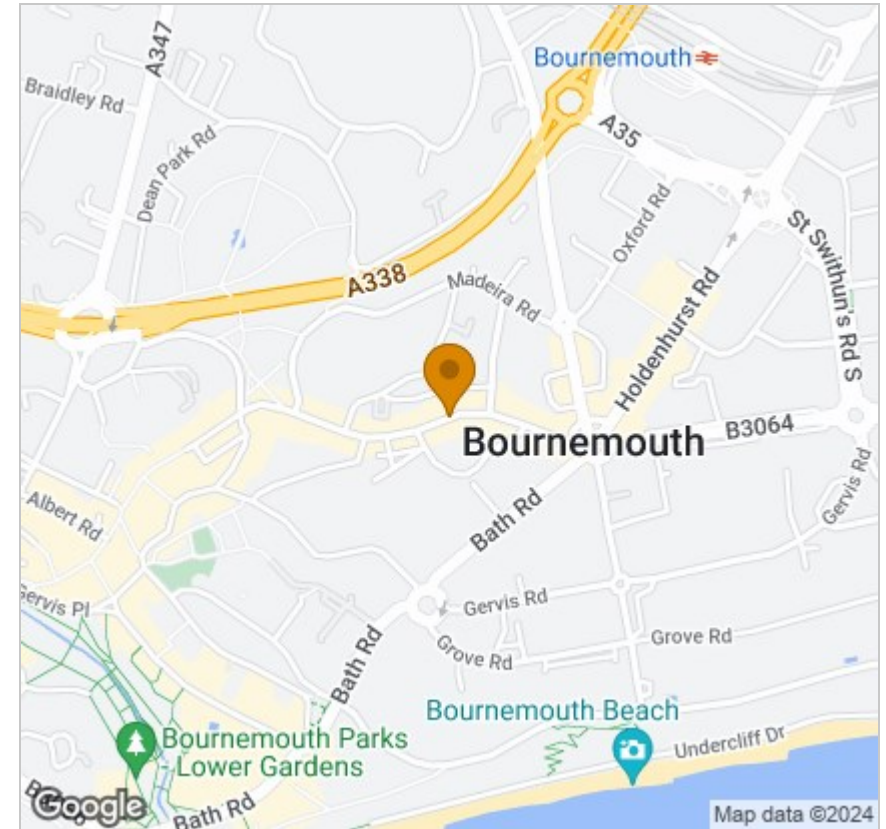 A347
Bournemouth
Braidley Rd
A35
Dean Park Rd
Oxford Rd
St Swithun's Rd S
A338
Madeira Rd
Holdenhurst Rd
Bournemouth
B3064
Gervis Rd
Albert Rd
Bath Rd
Gervis Pl
Gervis Rd
Grove Rd
Grove Rd
Bath Rd
Bournemouth Beach
Undercliff Dr
Bournemouth Parks
- Lower Gardens
Bath Rd
Google
Map data ©2024